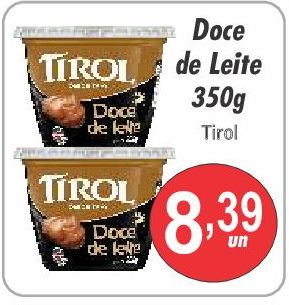 Doce
de Leite
350g
Tirol
TIROL
Doce
de leite
TIROL
Doce
de leite
8,39
un